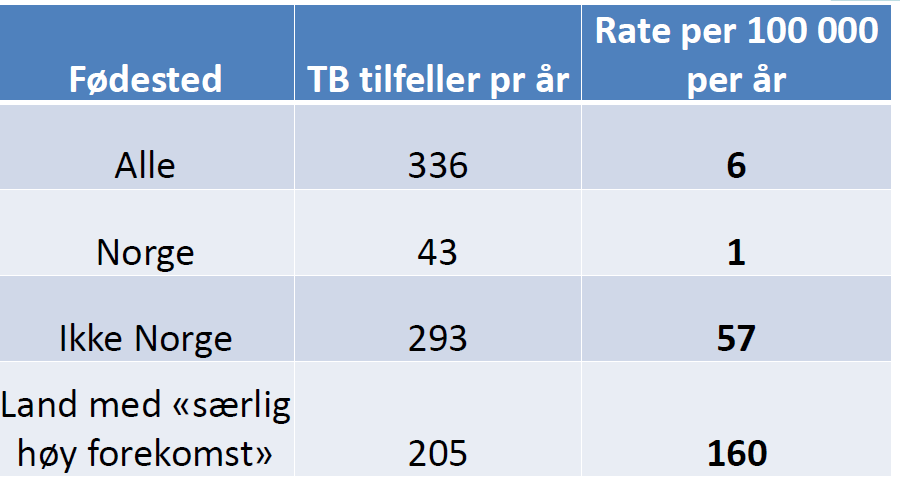 Fødested TB tilfeller pr år Rate per 100 000
per år
Alle 336 6
Norge 43 1
Ikke Norge 293 57
Land med «særlig
høy forekomst» 205 160